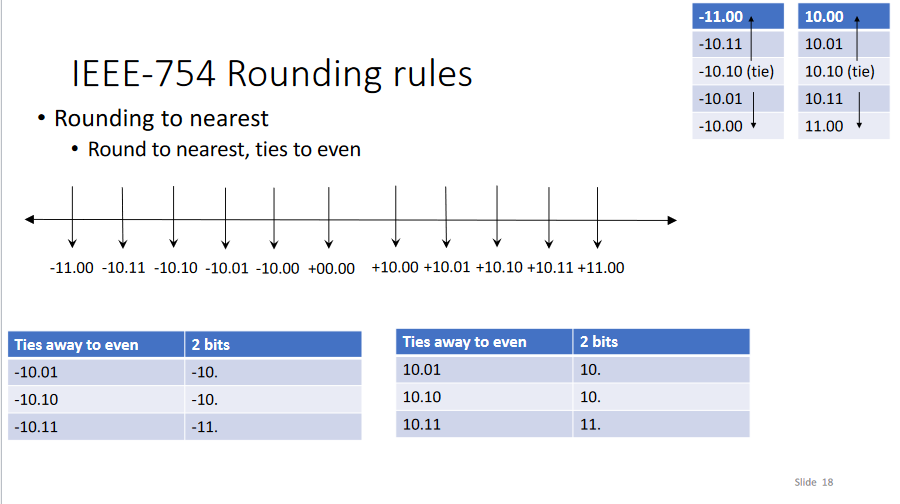 IEEE-754 Rounding rules
• Rounding to nearest
• Round to nearest, ties to even
-11.00
-10.11
-10.10 (tie)
-10.01
-10.00
10.00
10.01
10.10 (tie)
10.11
11.00
-11.00 -10.11 -10.10 -10.01 -10.00 +00.00 +10.00 +10.01 +10.10 +10.11 +11.00
Ties away to even 2 bits
-10.01 -10.
-10.10 -10.
-10.11 -11.
Ties away to even 2 bits
10.01 10.
10.10 10.
10.11 11.
Slide 18